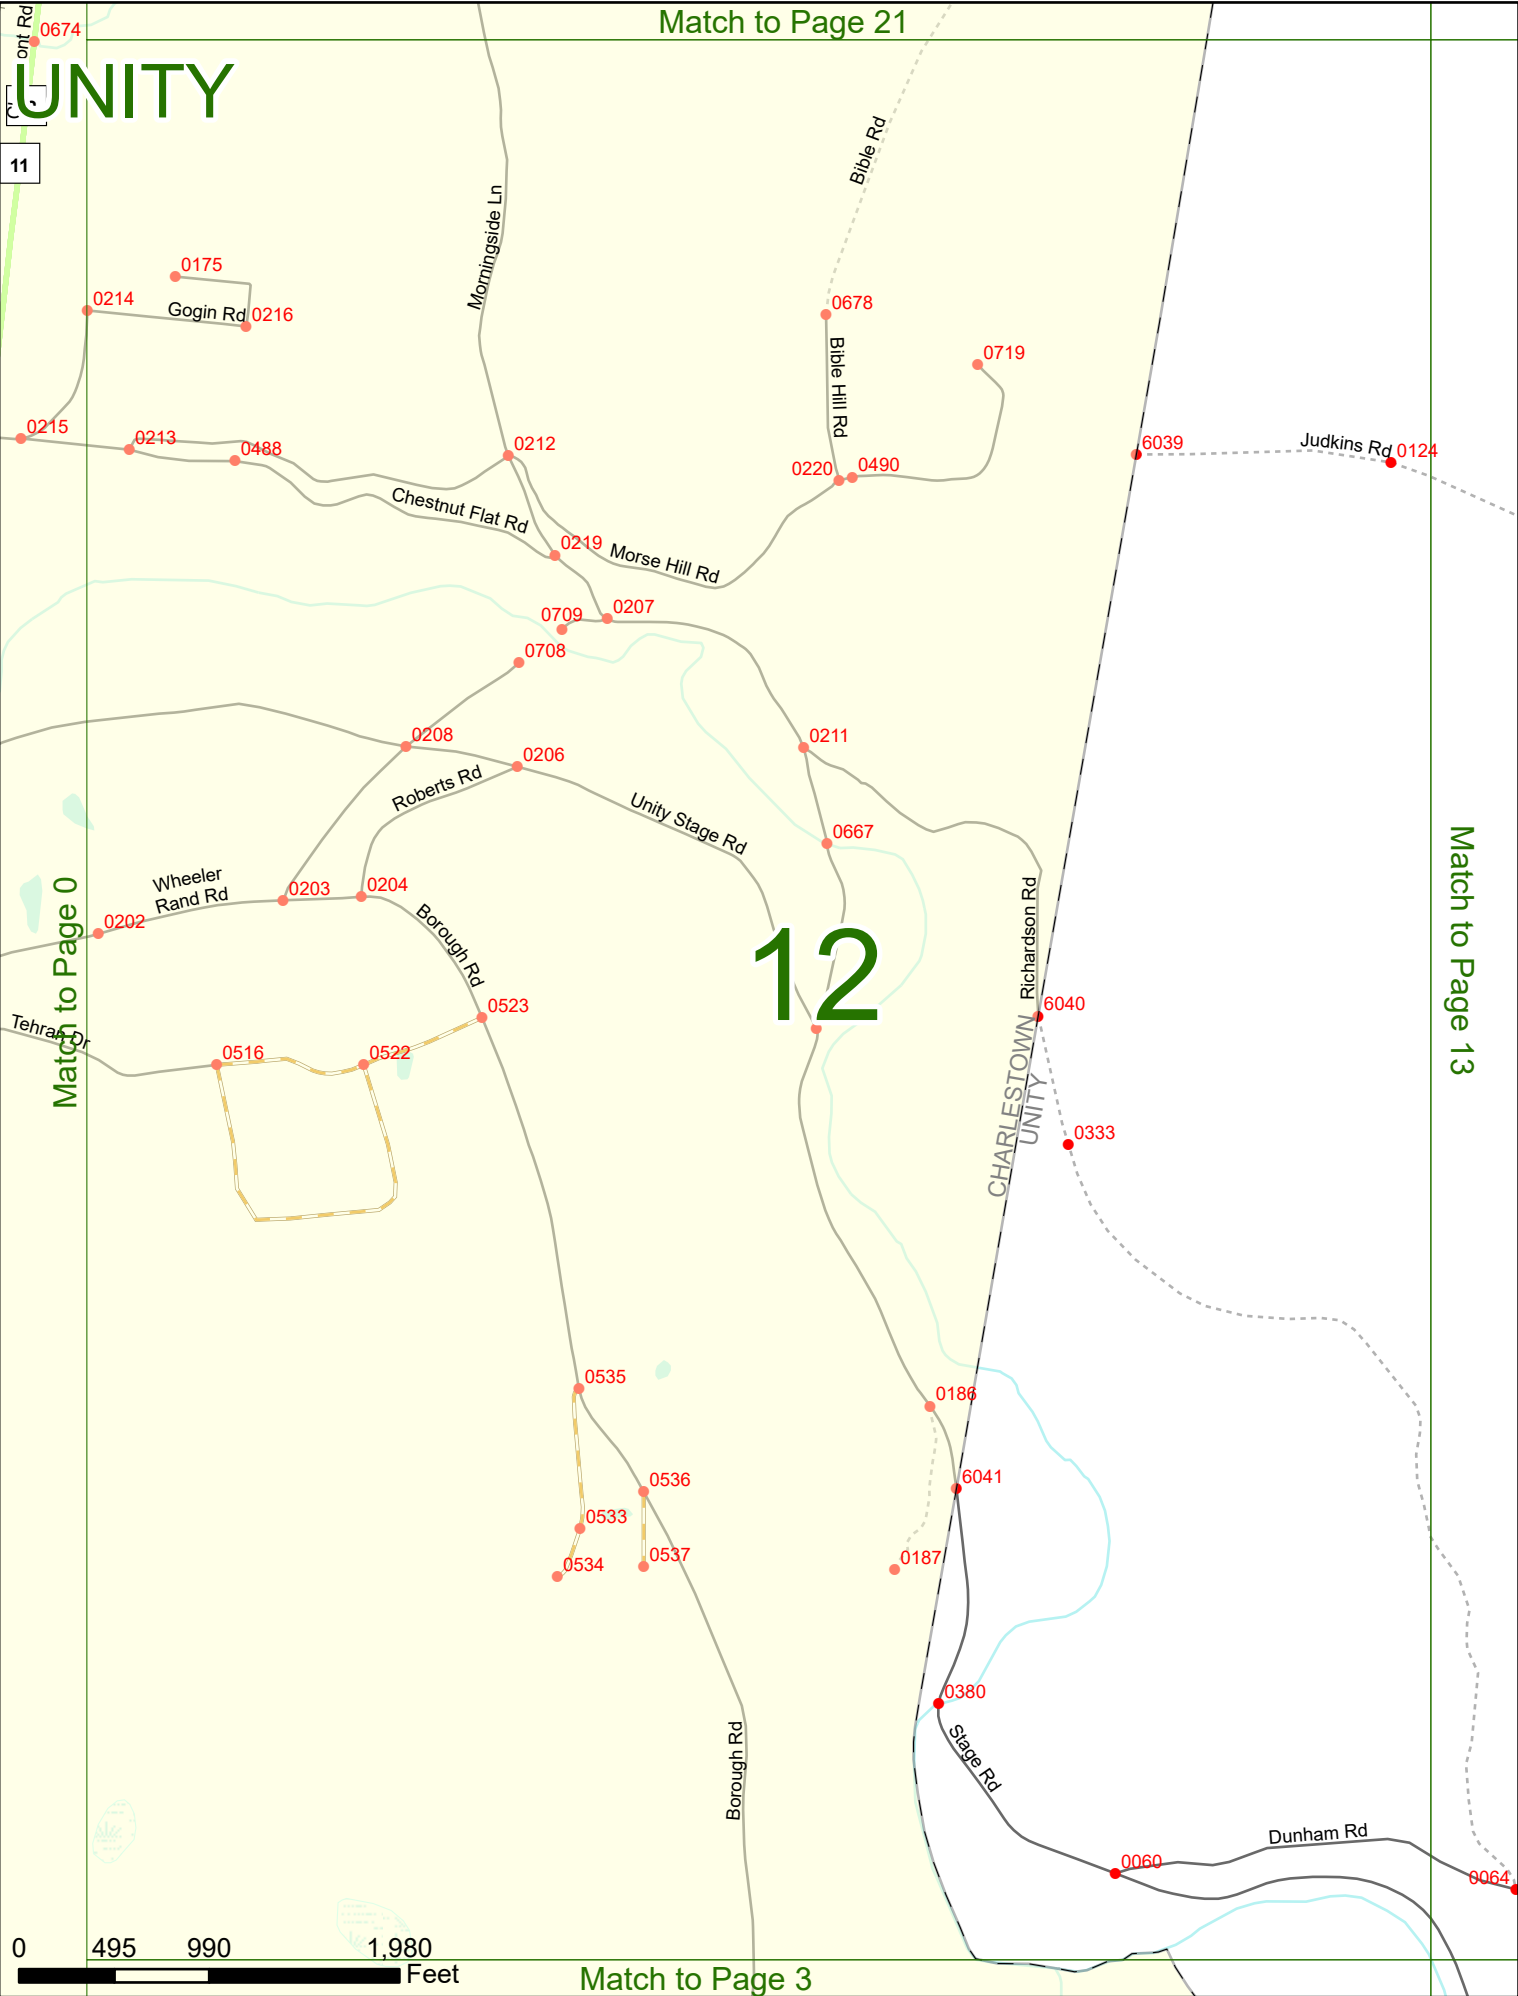 Match to Page 21
ont Rd
0674
UNITY
11
Bible Rd
Morningside Ln
0175
0214
Gogin Rd
0216
0678
Bible Hill Rd
0719
0215
0213
0488
0212
0220
0490
6039
Judkins Rd
0124
Chestnut Flat Rd
0219
Morse Hill Rd
0709
0207
0708
0208
0206
0211
Roberts Rd
Unity Stage Rd
0667
Match to Page 13
Match to Page 0
Wheeler
Rand Rd
0203
0204
0202
Borough Rd
Richardson Rd
12
0523
6040
Tehran Dr
0516
0522
CHARLESTOWN
UNITY
0333
0535
0186
0536
6041
0533
0534
0537
0187
0380
Stage Rd
Borough Rd
Dunham Rd
0060
0064
0 495 990 1,980
Feet
Match to Page 3